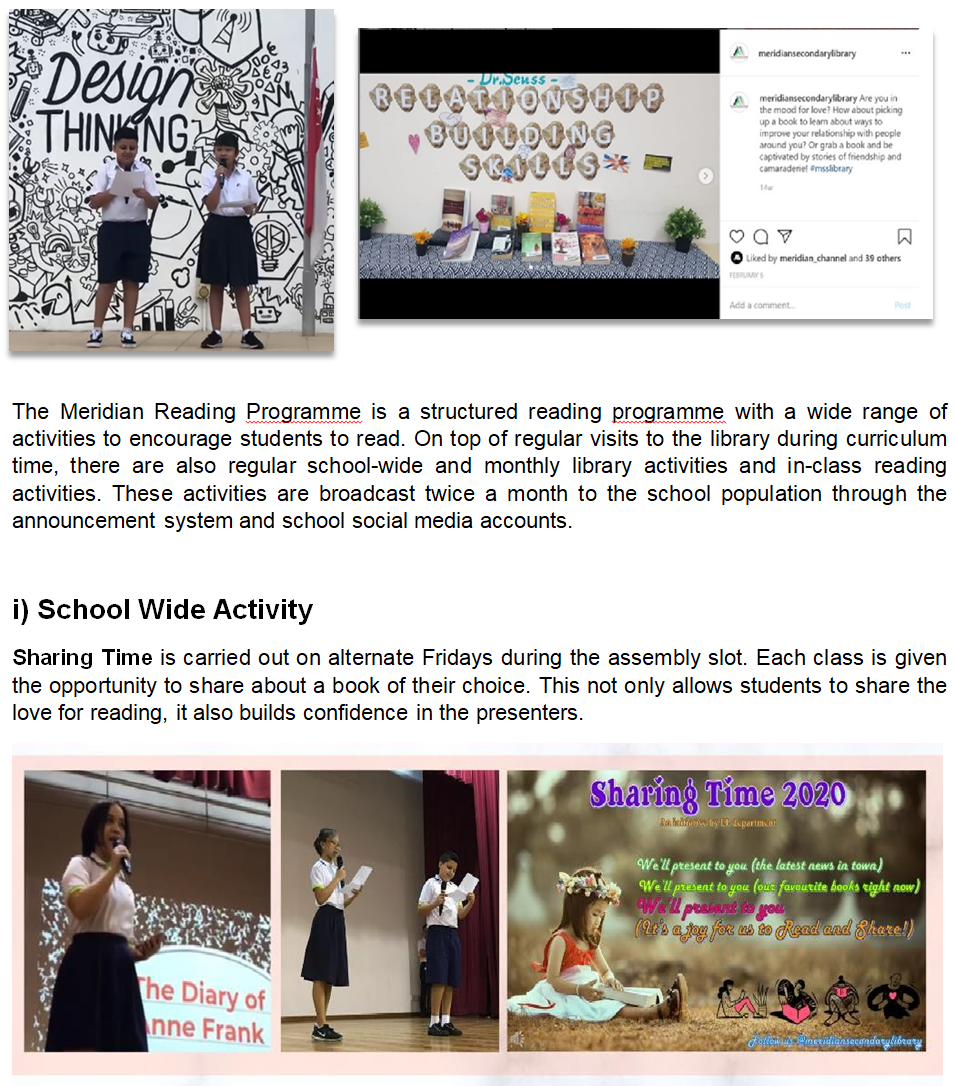 Design
THINKING
- Dr.Seuss -
RELATIONSHIP
BUILDING
SKILLS
meridiansecondarylibrary
meridiansecondarylibrary Are you in
the mood for love? How about picking
up a book to learn about ways to
improve your relationship with people
around you? Or grab a book and be
captivated by stories of friendship and
camaraderie! #msslibrary
14w
Liked by meridian_channel and 39 others
FEBRUARY 5
Add a comment...
Post
The Meridian Reading Programme is a structured reading programme with a wide range of
activities to encourage students to read. On top of regular visits to the library during curriculum
time, there are also regular school-wide and monthly library activities and in-class reading
activities. These activities are broadcast twice a month to the school population through the
announcement system and school social media accounts.
i) School Wide Activity
Sharing Time is carried out on alternate Fridays during the assembly slot. Each class is given
the opportunity to share about a book of their choice. This not only allows students to share the
love for reading, it also builds confidence in the presenters.
The Diary of
Anne Frank
Sharing Time 2020
An initiative by EL department
We'll present to you (the latest news in town)
We'll present to you (our favourite books right now)
We'll present to you
(It's a joy for us to Read and Share!)
Follow us @meridiansecondarylibrary